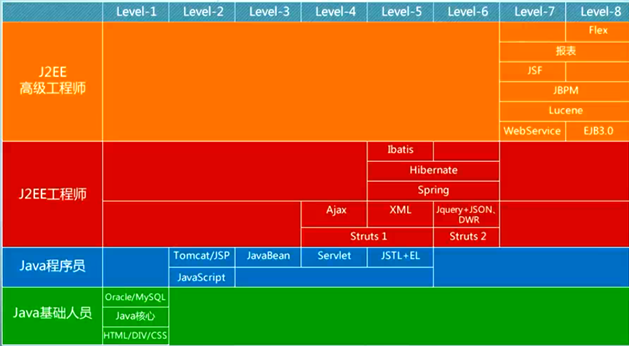 Level-1 Level-2 Level-3 Level-4 Level-5 Level-6 Level-7 Level-8
J2EE
高级工程师
Flex
报表
JSF
JBPM
Lucene
WebService EJB3.0
J2EE工程师
Ibatis
Hibernate
Spring
Ajax XML Jquery+JSON、
DWR
Struts 1 Struts 2
Java程序员
Tomcat/JSP JavaBean Servlet JSTL+EL
JavaScript
Java基础人员
Oracle/MySQL
Java核心
HTML/DIV/CSS